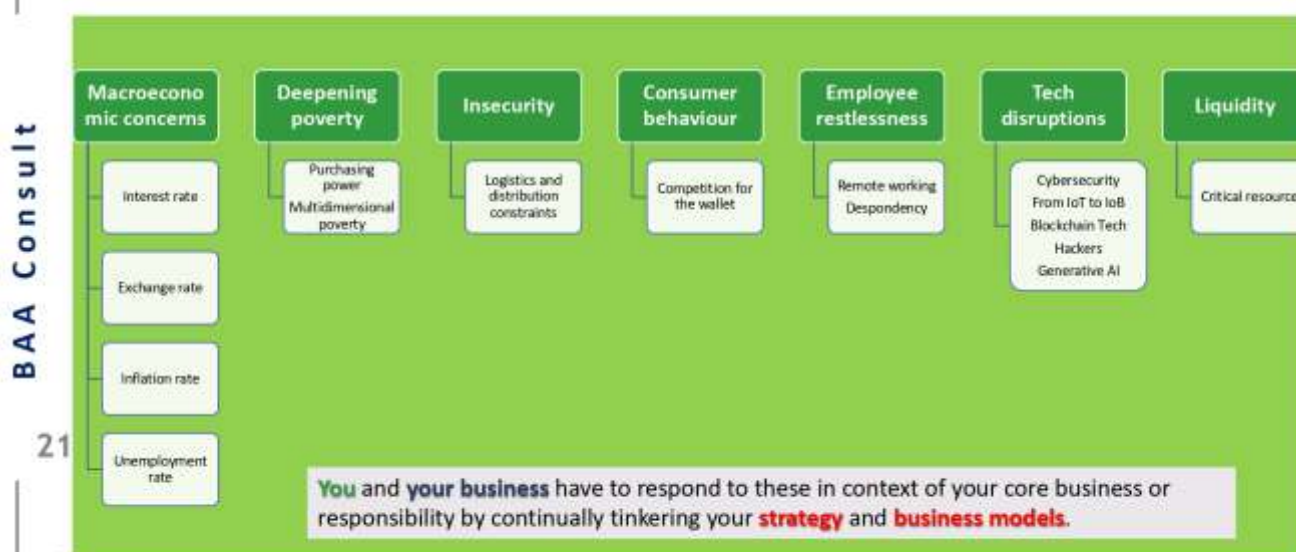 BAA Consult
21
Macroecono
mic concerns
Interest rate
Exchange rate
Inflation rate
Unemployment
rate
Deepening
poverty
Purchasing
power
Multidimensional
poverty
Insecurity
Logistics and
distribution
constraints
Consumer
behaviour
Competition for
the wallet
Employee
restlessness
Remote working
Despondency
Tech
disruptions
Cybersecurity
From IoT to IoB
Blockchain Tech
Hackers
Generative AI
Liquidity
Critical resource
You and your business have to respond to these in context of your core business or
responsibility by continually tinkering your strategy and business models.